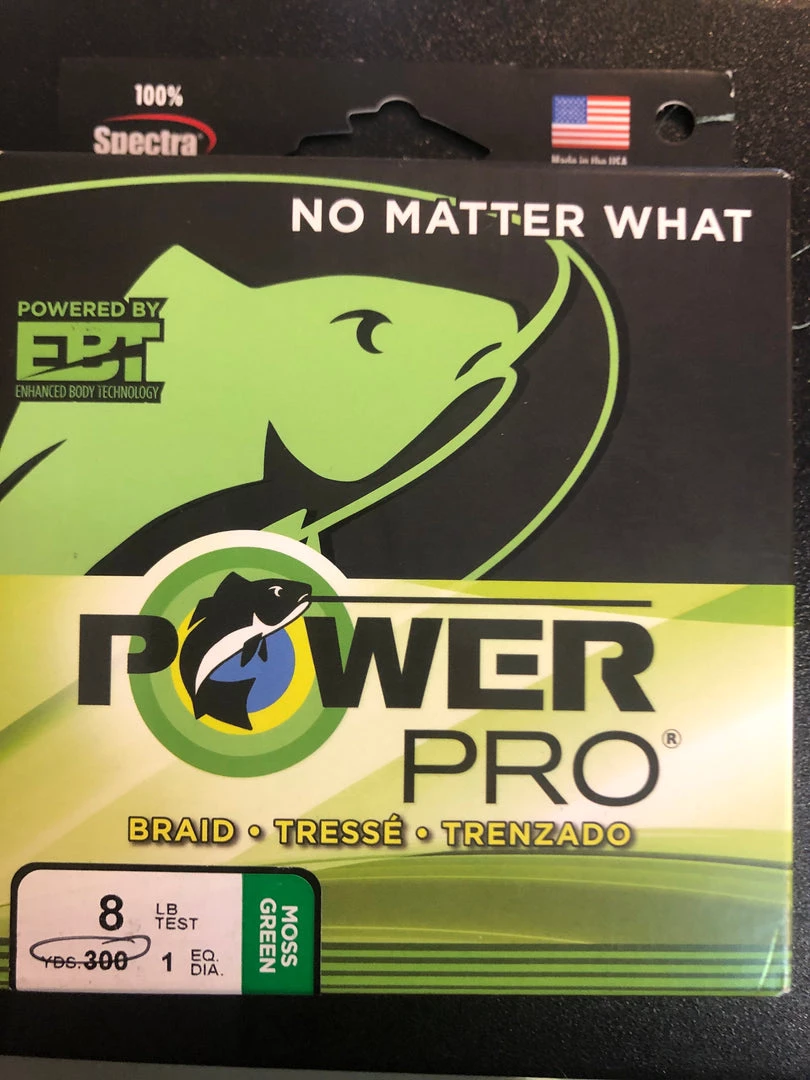 100%
Spectra®
Made in the USA
NO MATTER WHAT
POWERED BY
EBT
ENHANCED BODY TECHNOLOGY
POWER
PRO®
BRAID • TRESSÉ • TRENZADO
8 LB TEST
YDS. 300 1 EQ. DIA.
MOSS GREEN